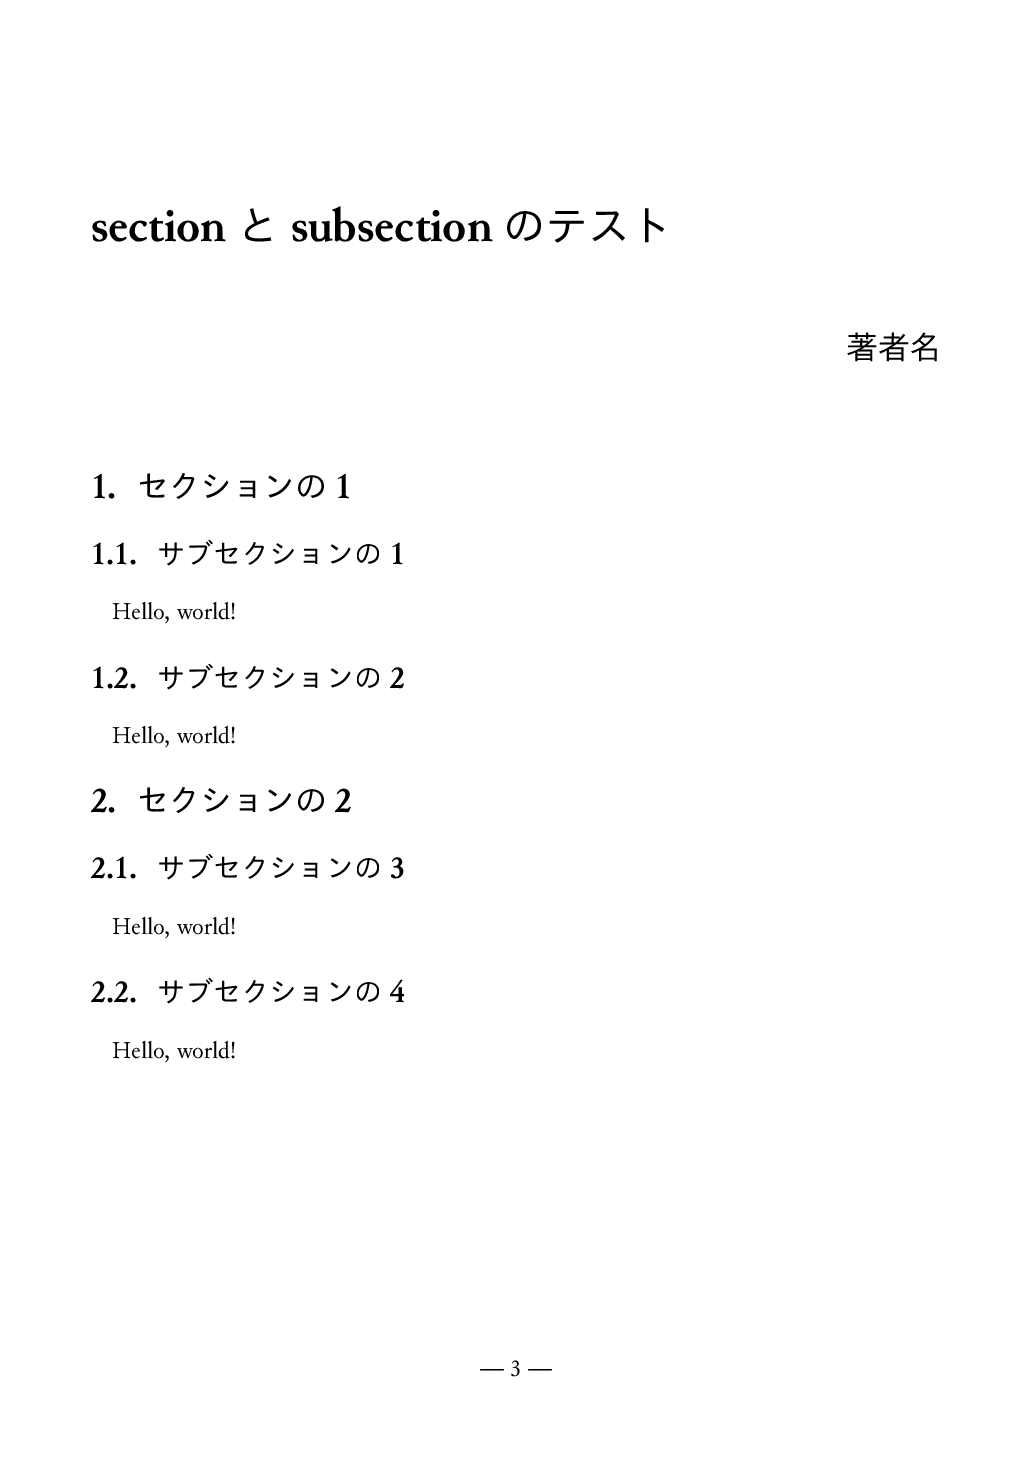 section と subsection のテスト
著者名
1. セクションの 1
1.1. サブセクションの 1
Hello, world!
1.2. サブセクションの 2
Hello, world!
2. セクションの 2
2.1. サブセクションの 3
Hello, world!
2.2. サブセクションの 4
Hello, world!
— 3 —